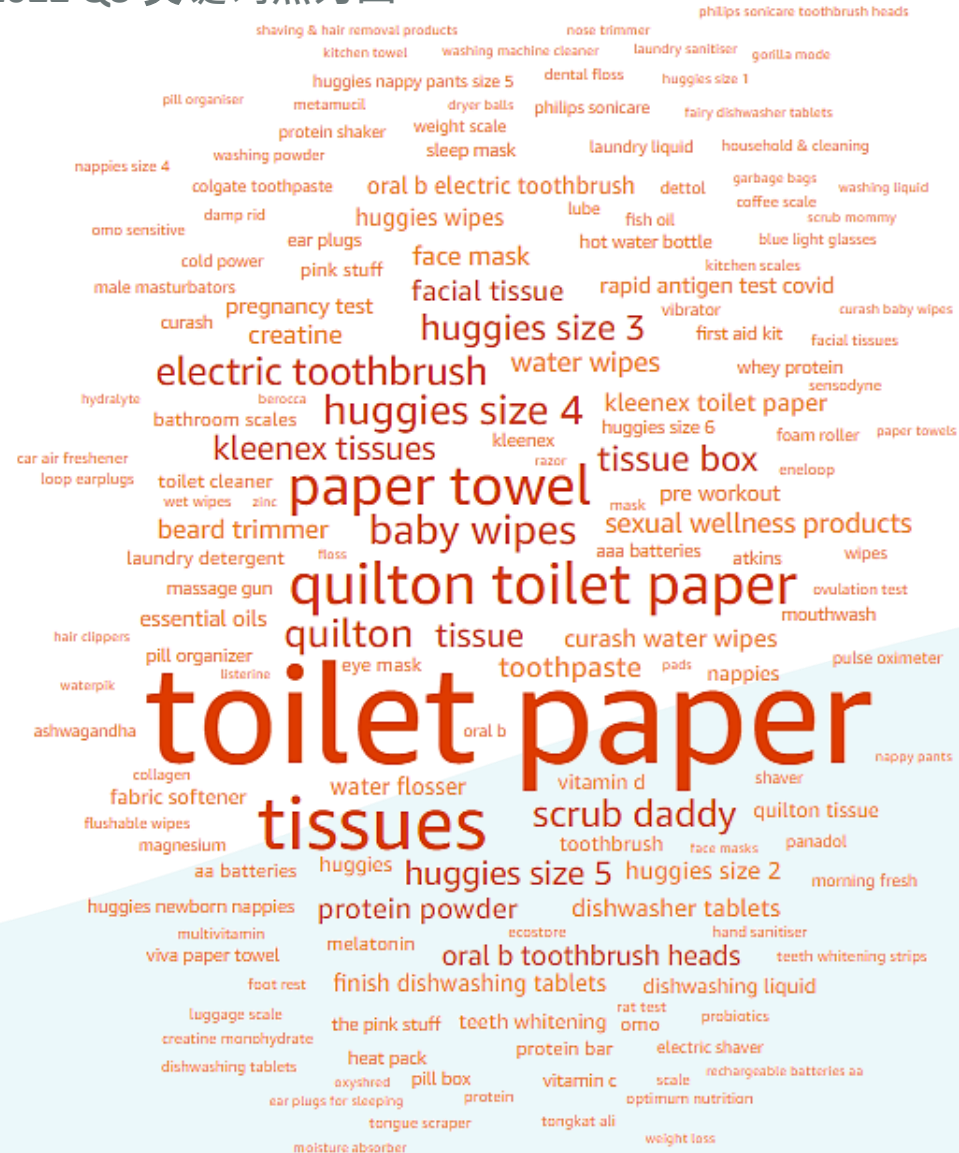 philips sonicare toothbrush heads
shaving & hair removal products nose trimmer
kitchen towel washing machine cleaner laundry sanitiser gorilla mode
huggies nappy pants size 5 dental floss huggies size 1
pill organiser metamucil dryer balls philips sonicare fairy dishwasher tablets
protein shaker weight scale
washing powder sleep mask laundry liquid household & cleaning
nappies size 4
colgate toothpaste oral b electric toothbrush dettol garbage bags washing liquid
damp rid huggies wipes lube fish oil coffee scale scrub mommy
omo sensitive ear plugs hot water bottle blue light glasses
cold power pink stuff face mask kitchen scales
male masturbators facial tissue rapid antigen test covid
curash pregnancy test huggies size 3 vibrator curash baby wipes
creatine first aid kit facial tissues
electric toothbrush water wipes whey protein
sensodyne
hydralyte berocca huggies size 4 kleenex toilet paper
bathroom scales huggies size 6 foam roller paper towels
car air freshener kleenex tissues kleenex razor tissue box eneloop
loop earplugs toilet cleaner paper towel pre workout
wet wipes zinc mask
beard trimmer baby wipes sexual wellness products
laundry detergent floss aaa batteries atkins wipes
massage gun quilton toilet paper ovulation test
essential oils mouthwash
hair clippers quilton tissue curash water wipes
pill organizer listerine eye mask toothpaste pads nappies pulse oximeter
waterpik
ashwagandha toilet paper oral b
nappy pants
collagen water flosser vitamin d shaver
fabric softener tissues scrub daddy quilton tissue
flushable wipes
magnesium toothbrush face masks panadol
aa batteries huggies huggies size 5 huggies size 2 morning fresh
huggies newborn nappies protein powder dishwasher tablets
multivitamin ecostore hand sanitiser
viva paper towel melatonin oral b toothbrush heads teeth whitening strips
foot rest finish dishwashing tablets dishwashing liquid
luggage scale the pink stuff teeth whitening rat test omo probiotics
creatine monohydrate
heat pack protein bar electric shaver
dishwashing tablets oxyshred pill box vitamin c scale rechargeable batteries aa
ear plugs for sleeping protein optimum nutrition
tongue scraper tongkat ali
moisture absorber weight loss